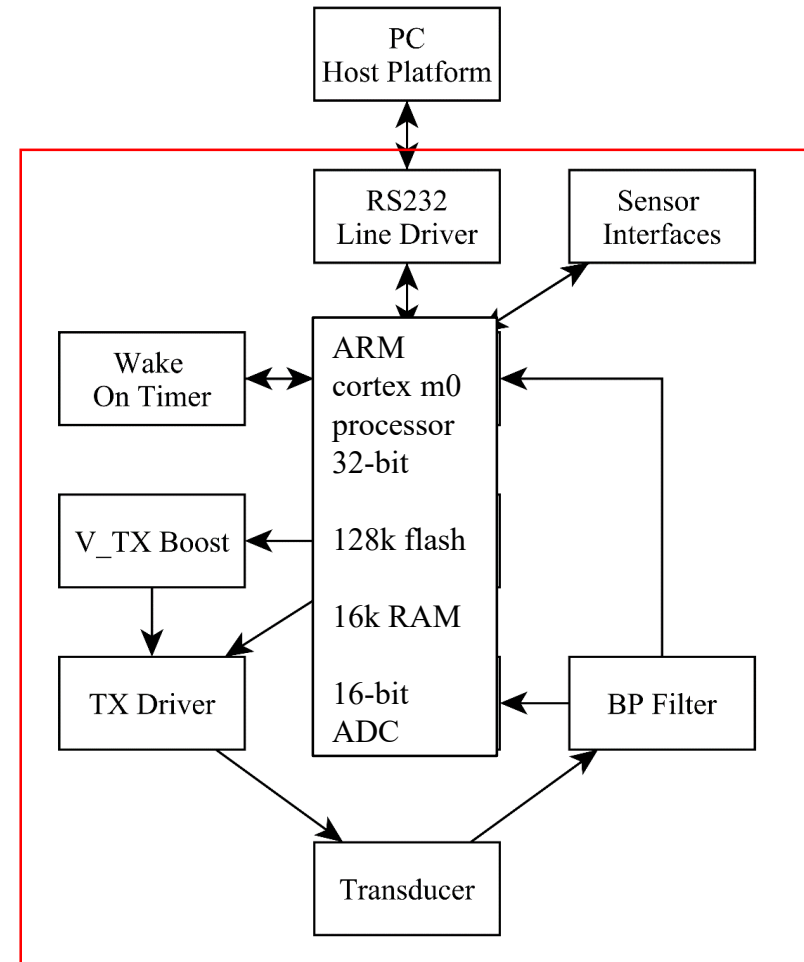 PC
Host Platform
RS232
Line Driver
Sensor
Interfaces
Wake
On Timer
ARM
cortex m0
processor
32-bit
128k flash
16k RAM
16-bit
ADC
V_TX Boost
TX Driver
BP Filter
Transducer